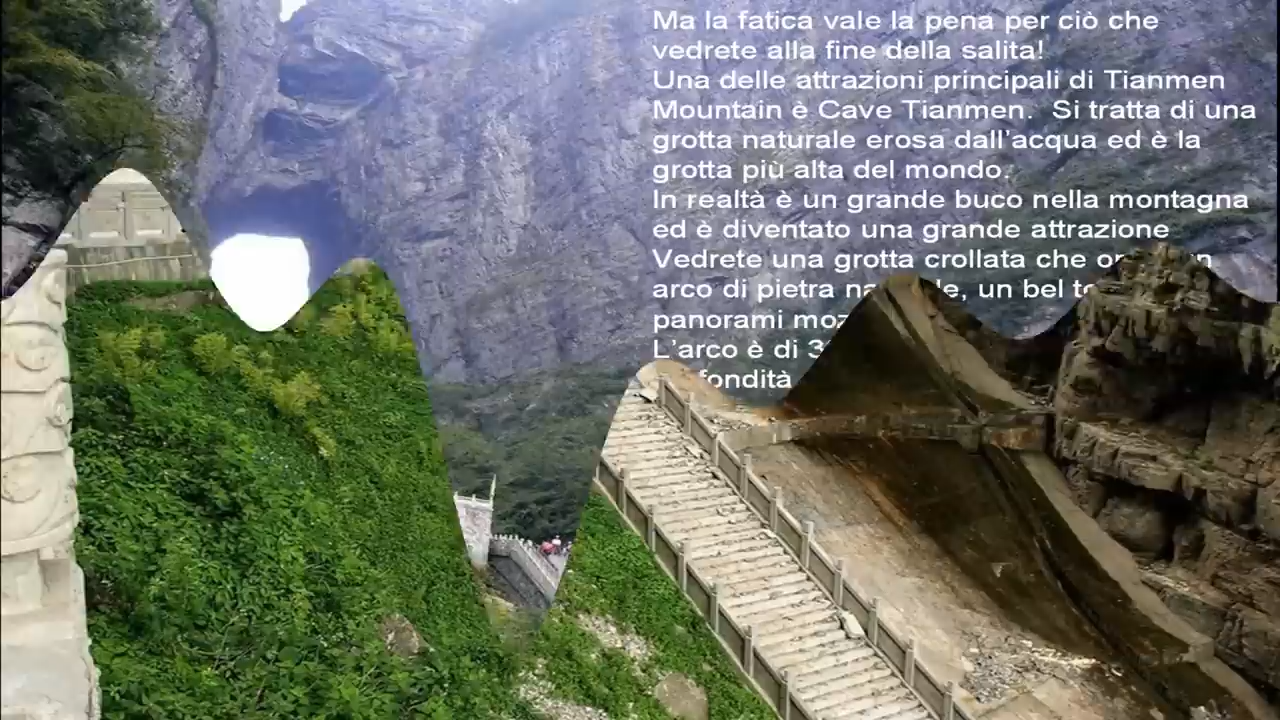 Ma la fatica vale la pena per ciò che
vedrete alla fine della salita!
Una delle attrazioni principali di Tianmen
Mountain è Cave Tianmen.  Si tratta di una
grotta naturale erosa dall'acqua ed è la
grotta più alta del mondo.
In realtà è un grande buco nella montagna
ed è diventato una grande attrazione
Vedrete una grotta crollata che
arco di pietra un bel
panorami
L'arco è di